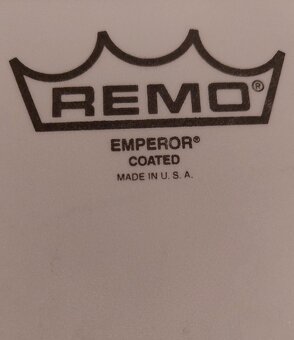 REMO®
EMPEROR®
COATED
MADE IN U. S. A.